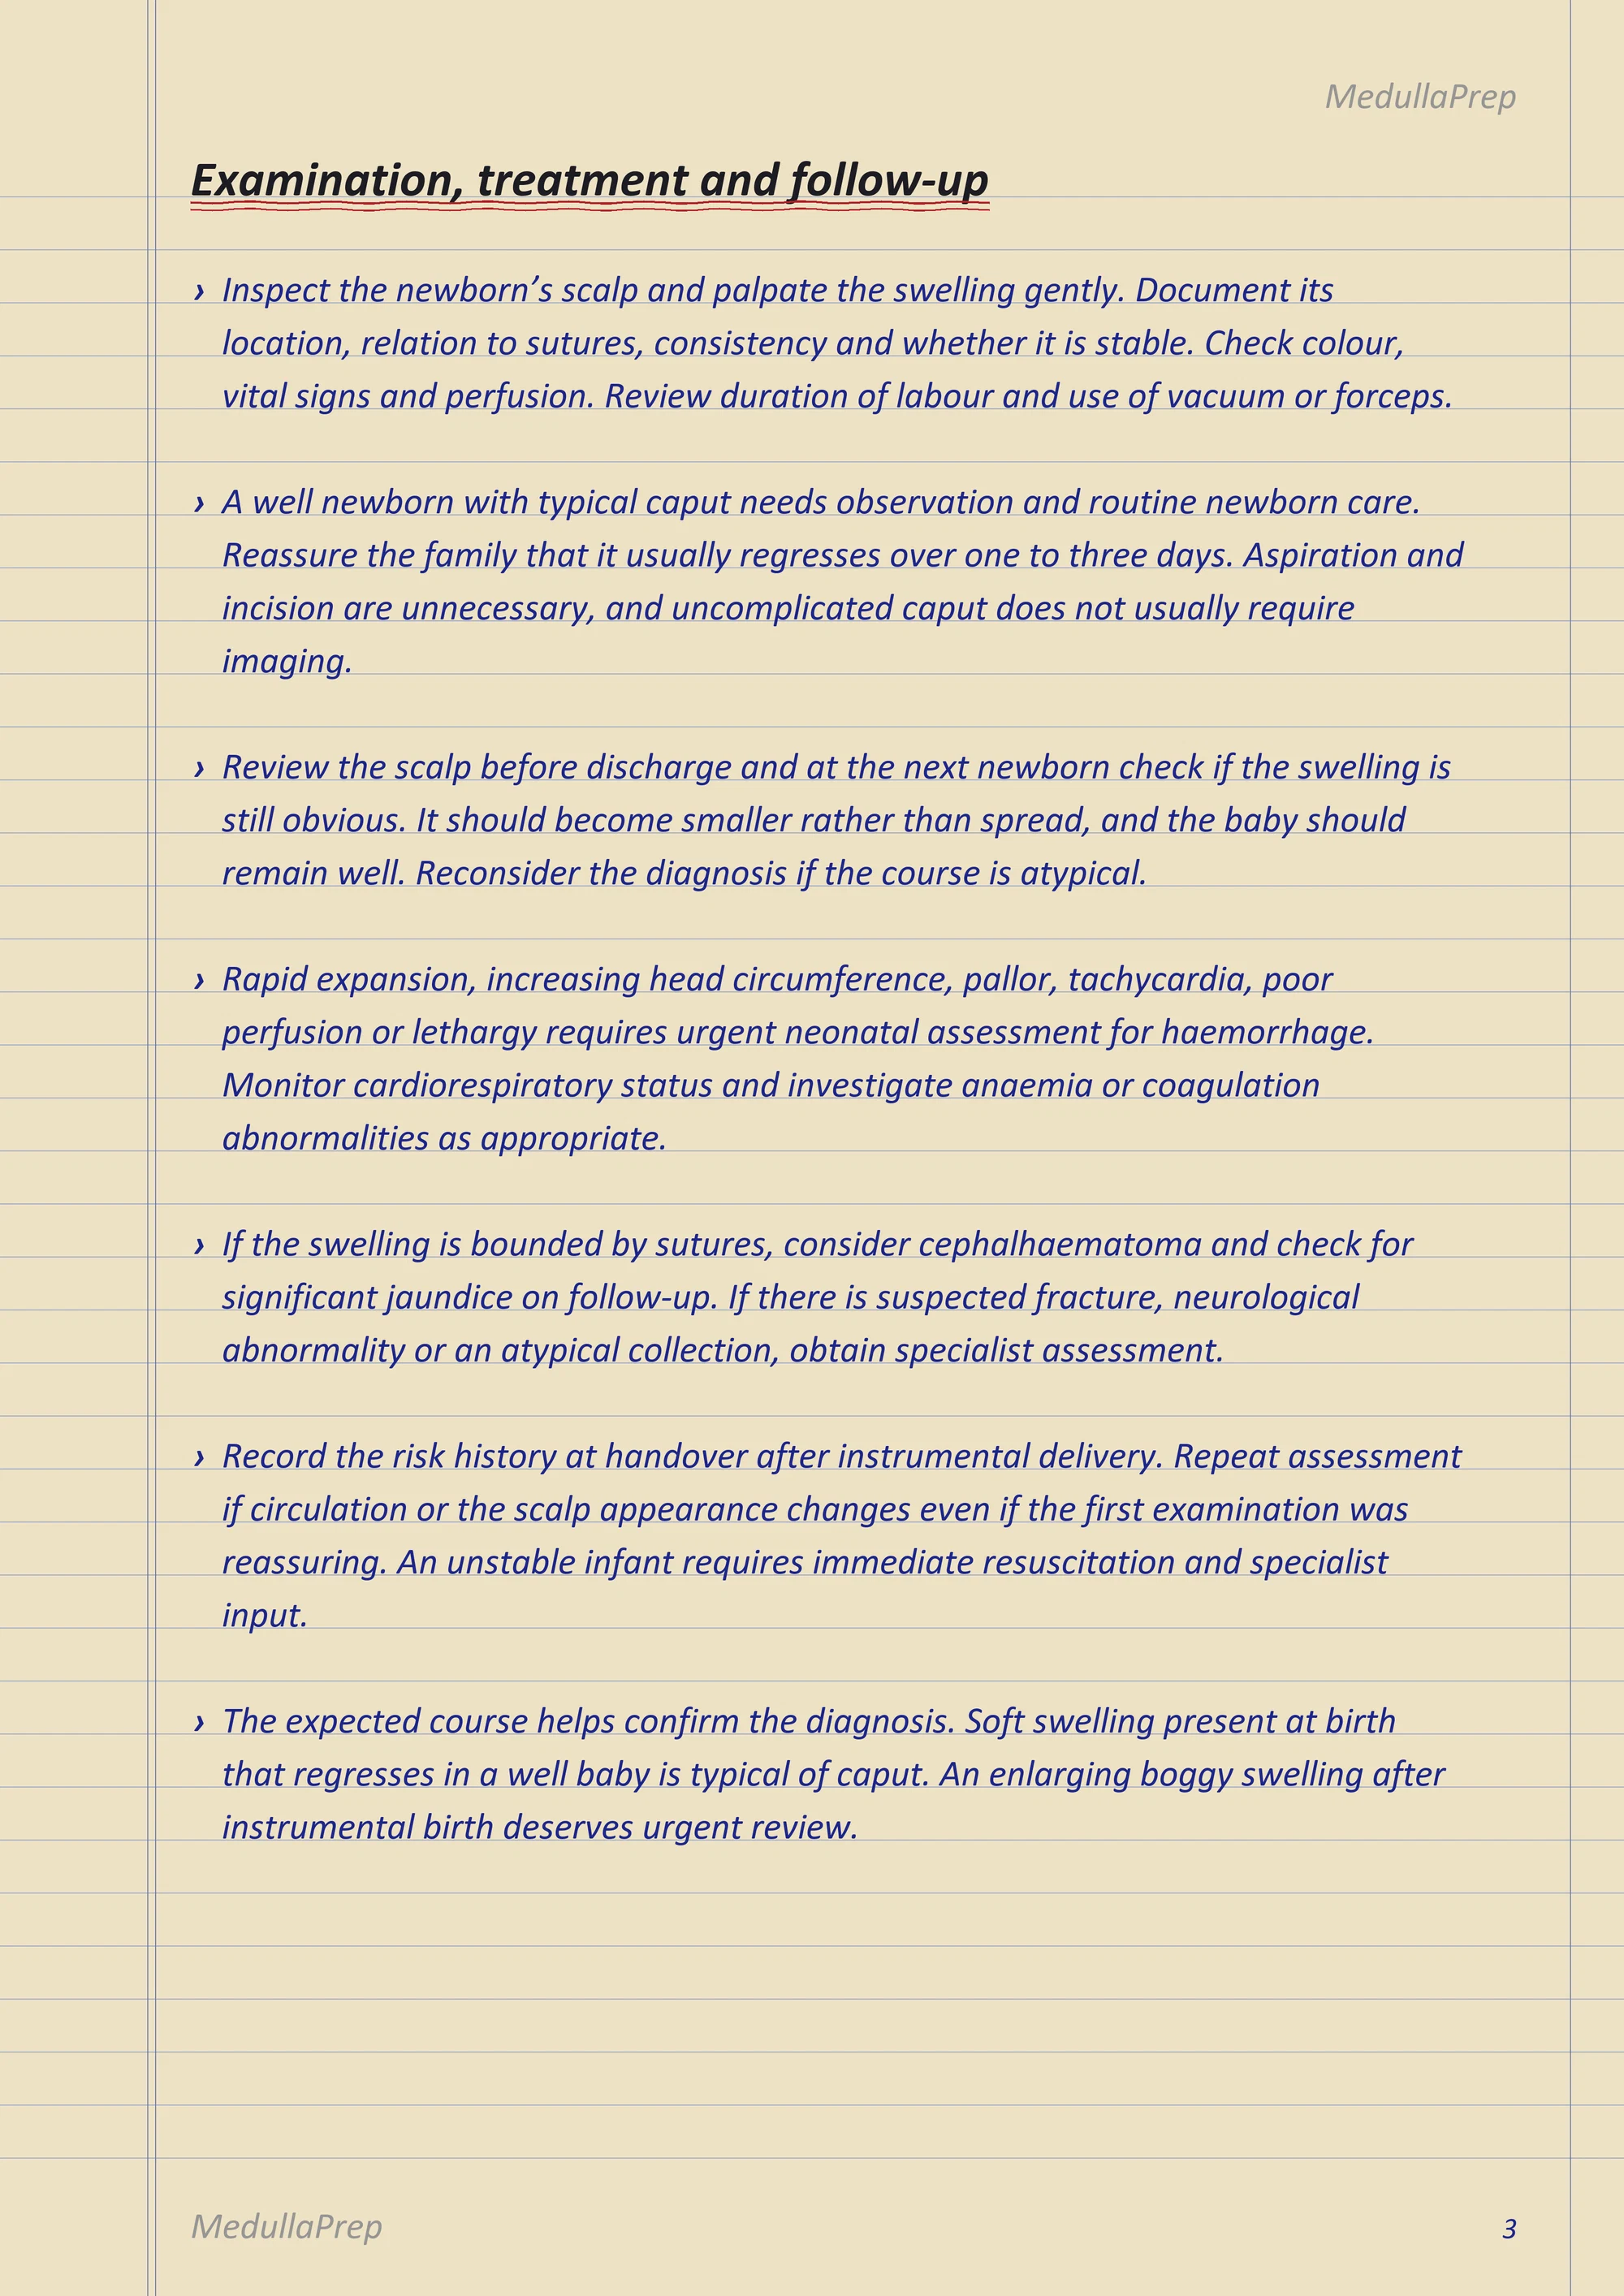 MedullaPrep
Examination, treatment and follow-up
› Inspect the newborn’s scalp and palpate the swelling gently. Document its
location, relation to sutures, consistency and whether it is stable. Check colour,
vital signs and perfusion. Review duration of labour and use of vacuum or forceps.
› A well newborn with typical caput needs observation and routine newborn care.
Reassure the family that it usually regresses over one to three days. Aspiration and
incision are unnecessary, and uncomplicated caput does not usually require
imaging.
› Review the scalp before discharge and at the next newborn check if the swelling is
still obvious. It should become smaller rather than spread, and the baby should
remain well. Reconsider the diagnosis if the course is atypical.
› Rapid expansion, increasing head circumference, pallor, tachycardia, poor
perfusion or lethargy requires urgent neonatal assessment for haemorrhage.
Monitor cardiorespiratory status and investigate anaemia or coagulation
abnormalities as appropriate.
› If the swelling is bounded by sutures, consider cephalhaematoma and check for
significant jaundice on follow-up. If there is suspected fracture, neurological
abnormality or an atypical collection, obtain specialist assessment.
› Record the risk history at handover after instrumental delivery. Repeat assessment
if circulation or the scalp appearance changes even if the first examination was
reassuring. An unstable infant requires immediate resuscitation and specialist
input.
› The expected course helps confirm the diagnosis. Soft swelling present at birth
that regresses in a well baby is typical of caput. An enlarging boggy swelling after
instrumental birth deserves urgent review.
MedullaPrep
3